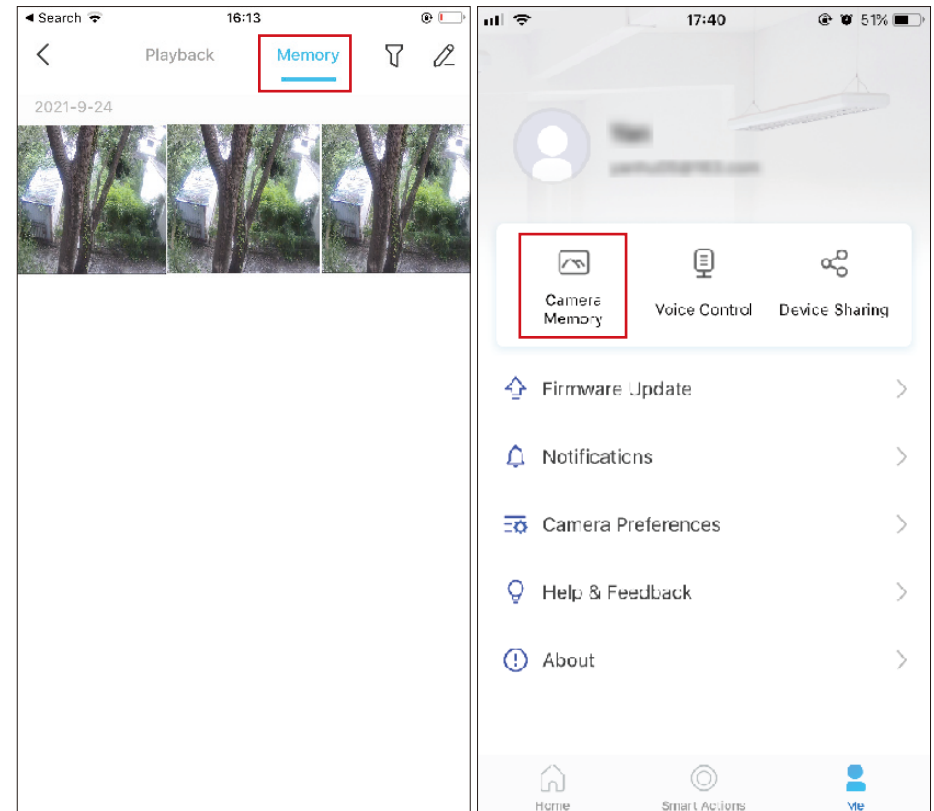 Search
16:13
Playback
Memory
2021-9-24
17:40
51%
Camera
Memory
Voice Control
Device Sharing
Firmware Update
Notifications
Camera Preferences
Help & Feedback
About
Home
Smart Actions
Me